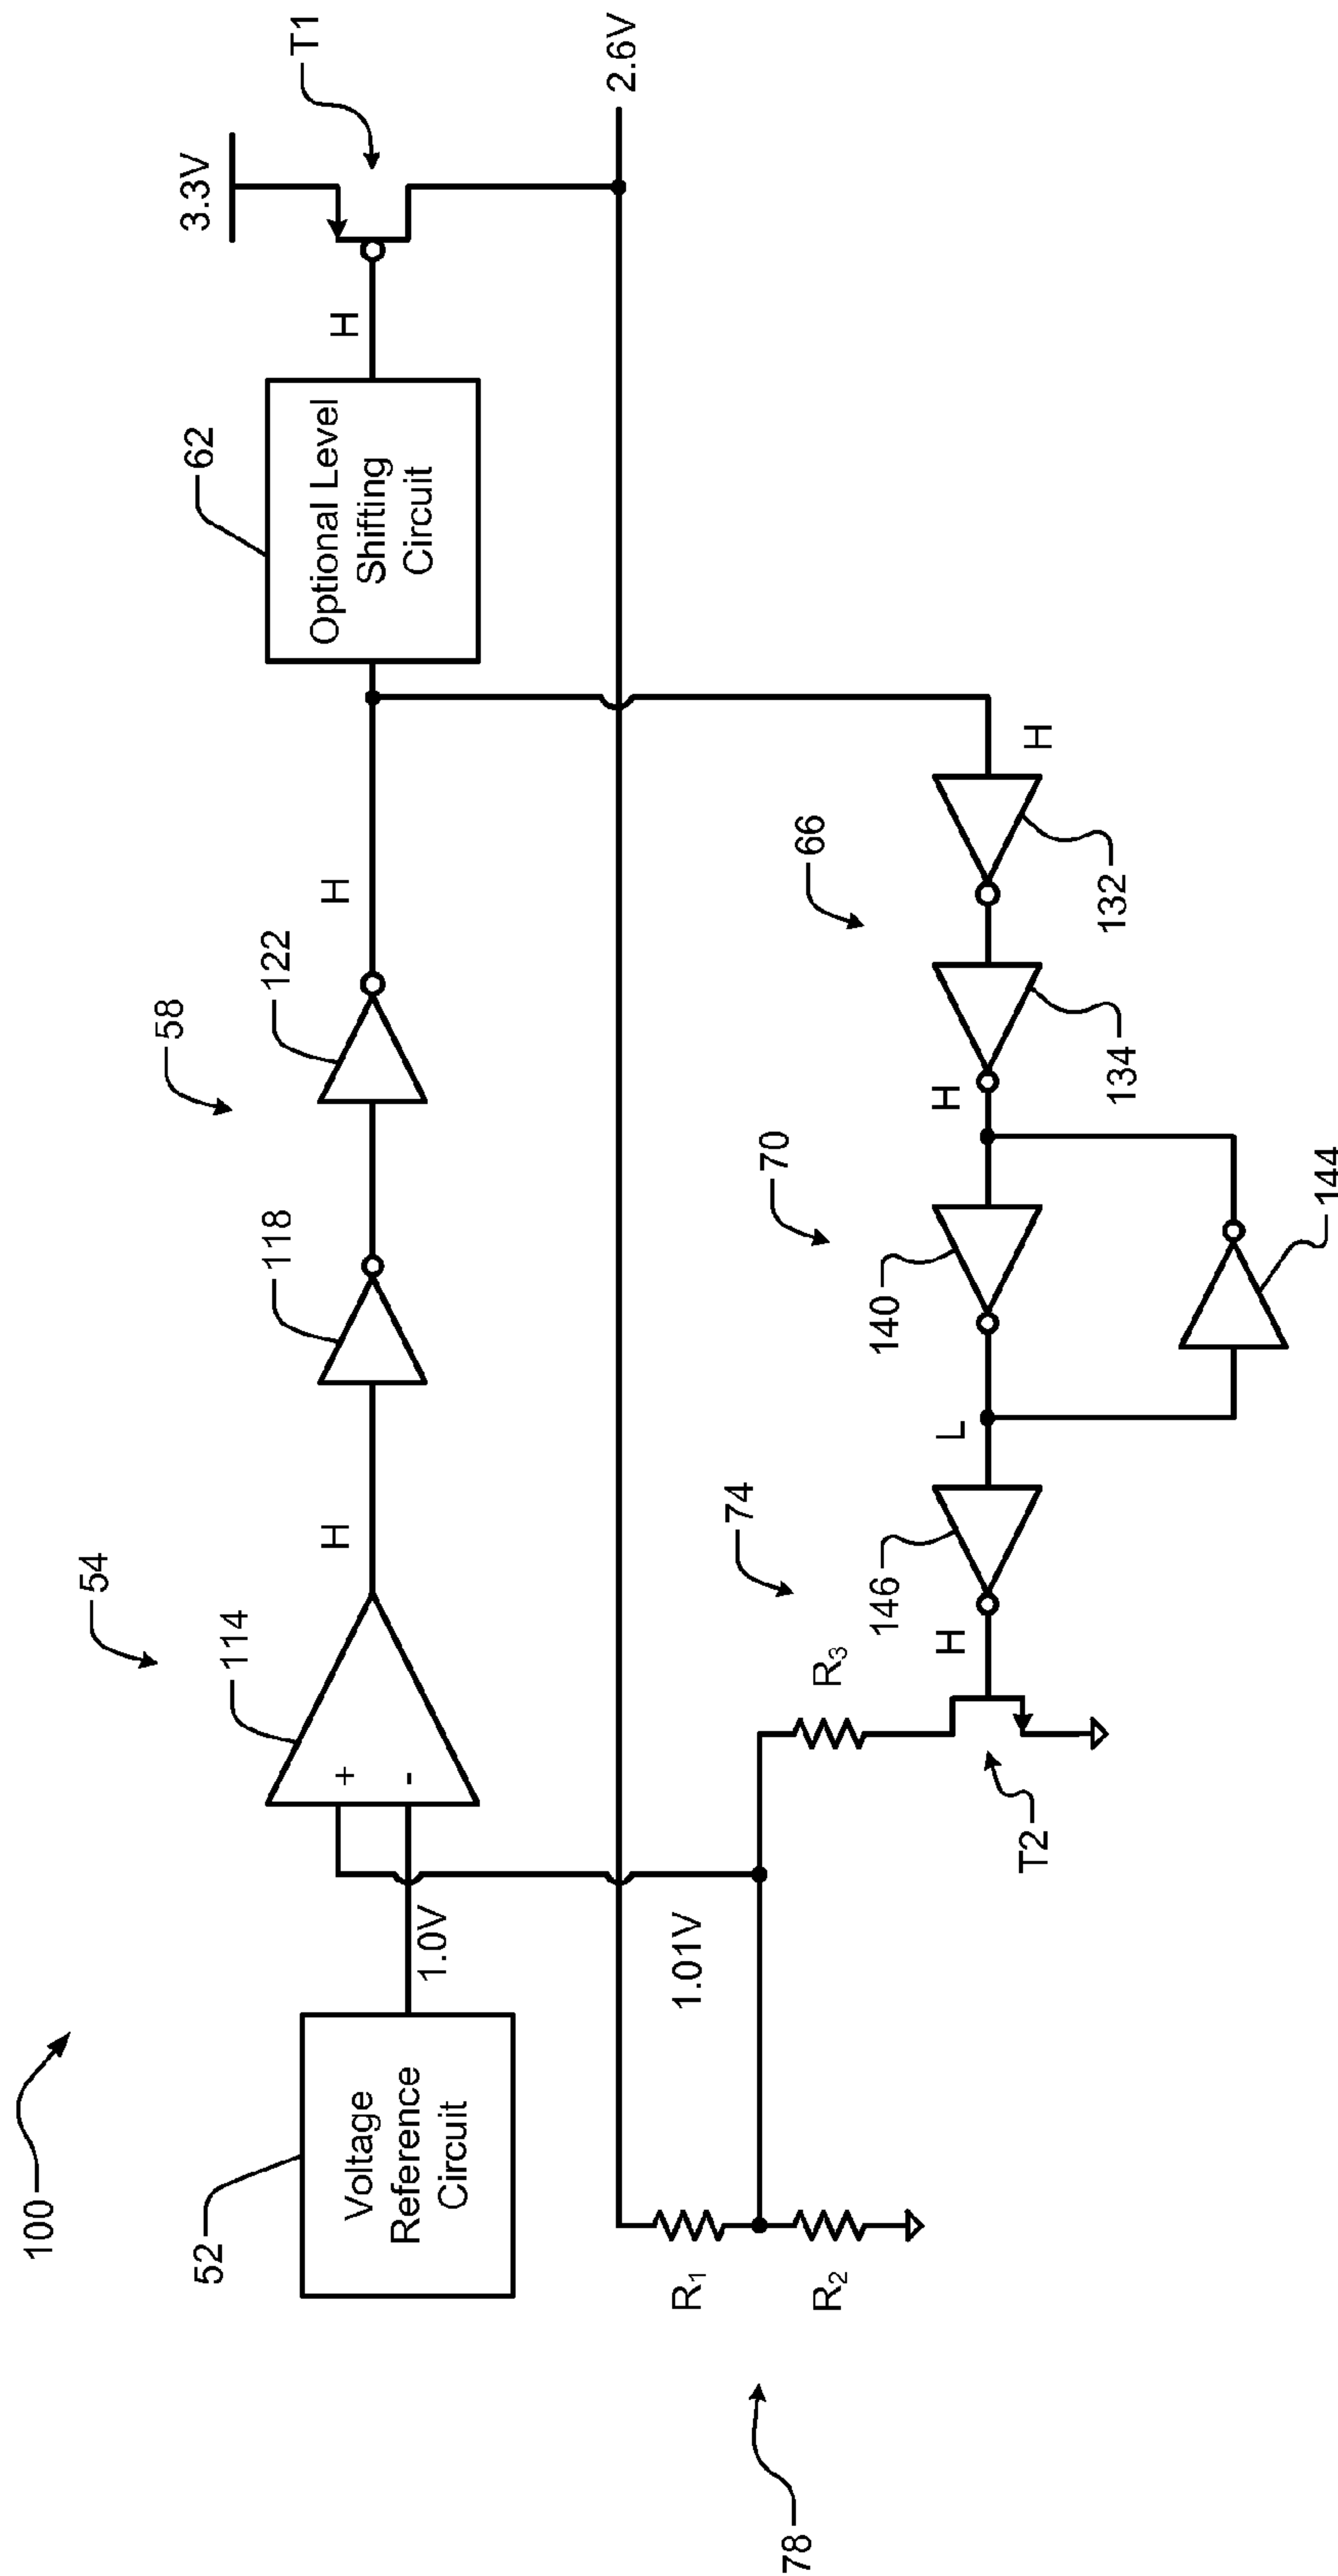 100
52
Voltage
Reference
Circuit
1.0V
54
114
+
-
H
58
118
122
H
62
Optional Level
Shifting
Circuit
H
3.3V
T1
2.6V
78
R1
R2
1.01V
R3
T2
74
H
146
L
70
140
144
H
66
134
132
H